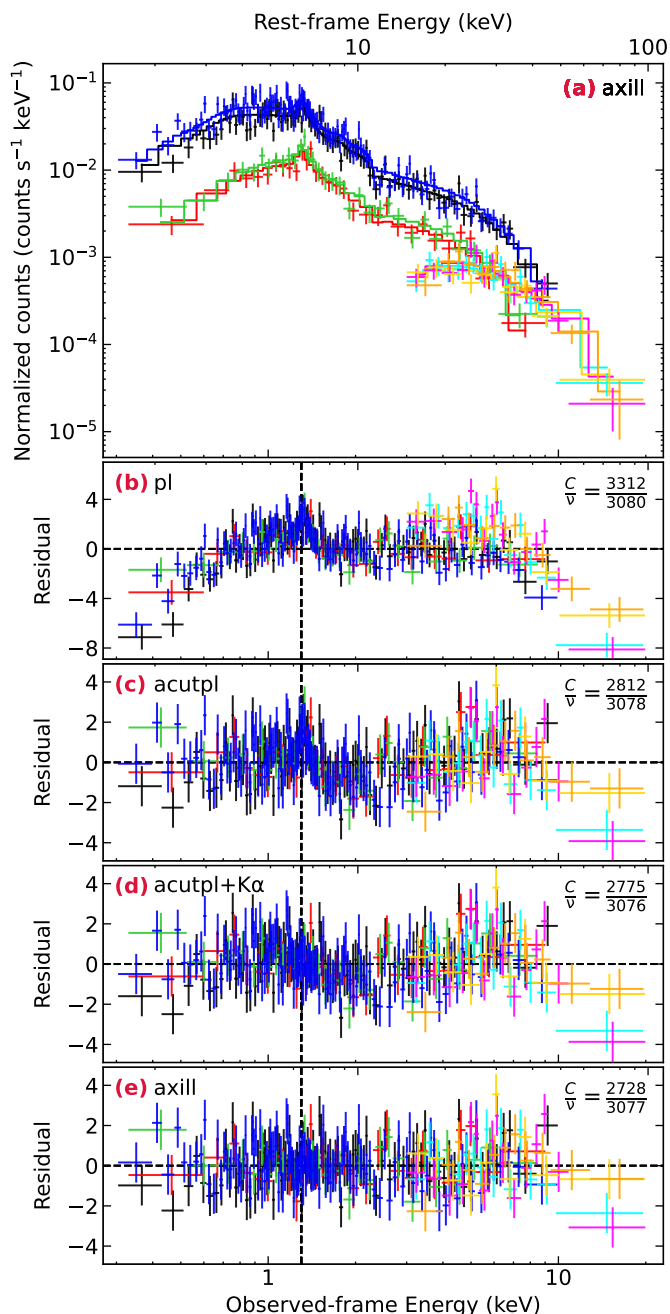 Rest-frame Energy (keV)
10 100
Normalized counts (counts s⁻¹ keV⁻¹)
10⁻¹
10⁻²
10⁻³
10⁻⁴
10⁻⁵
(a) axill
Residual
4
0
−4
−8
(b) pl
C/ν = 3312/3080
Residual
4
2
0
−2
−4
(c) acutpl
C/ν = 2812/3078
Residual
4
2
0
−2
−4
(d) acutpl+Kα
C/ν = 2775/3076
Residual
4
2
0
−2
−4
(e) axill
C/ν = 2728/3077
1 10
Observed-frame Energy (keV)